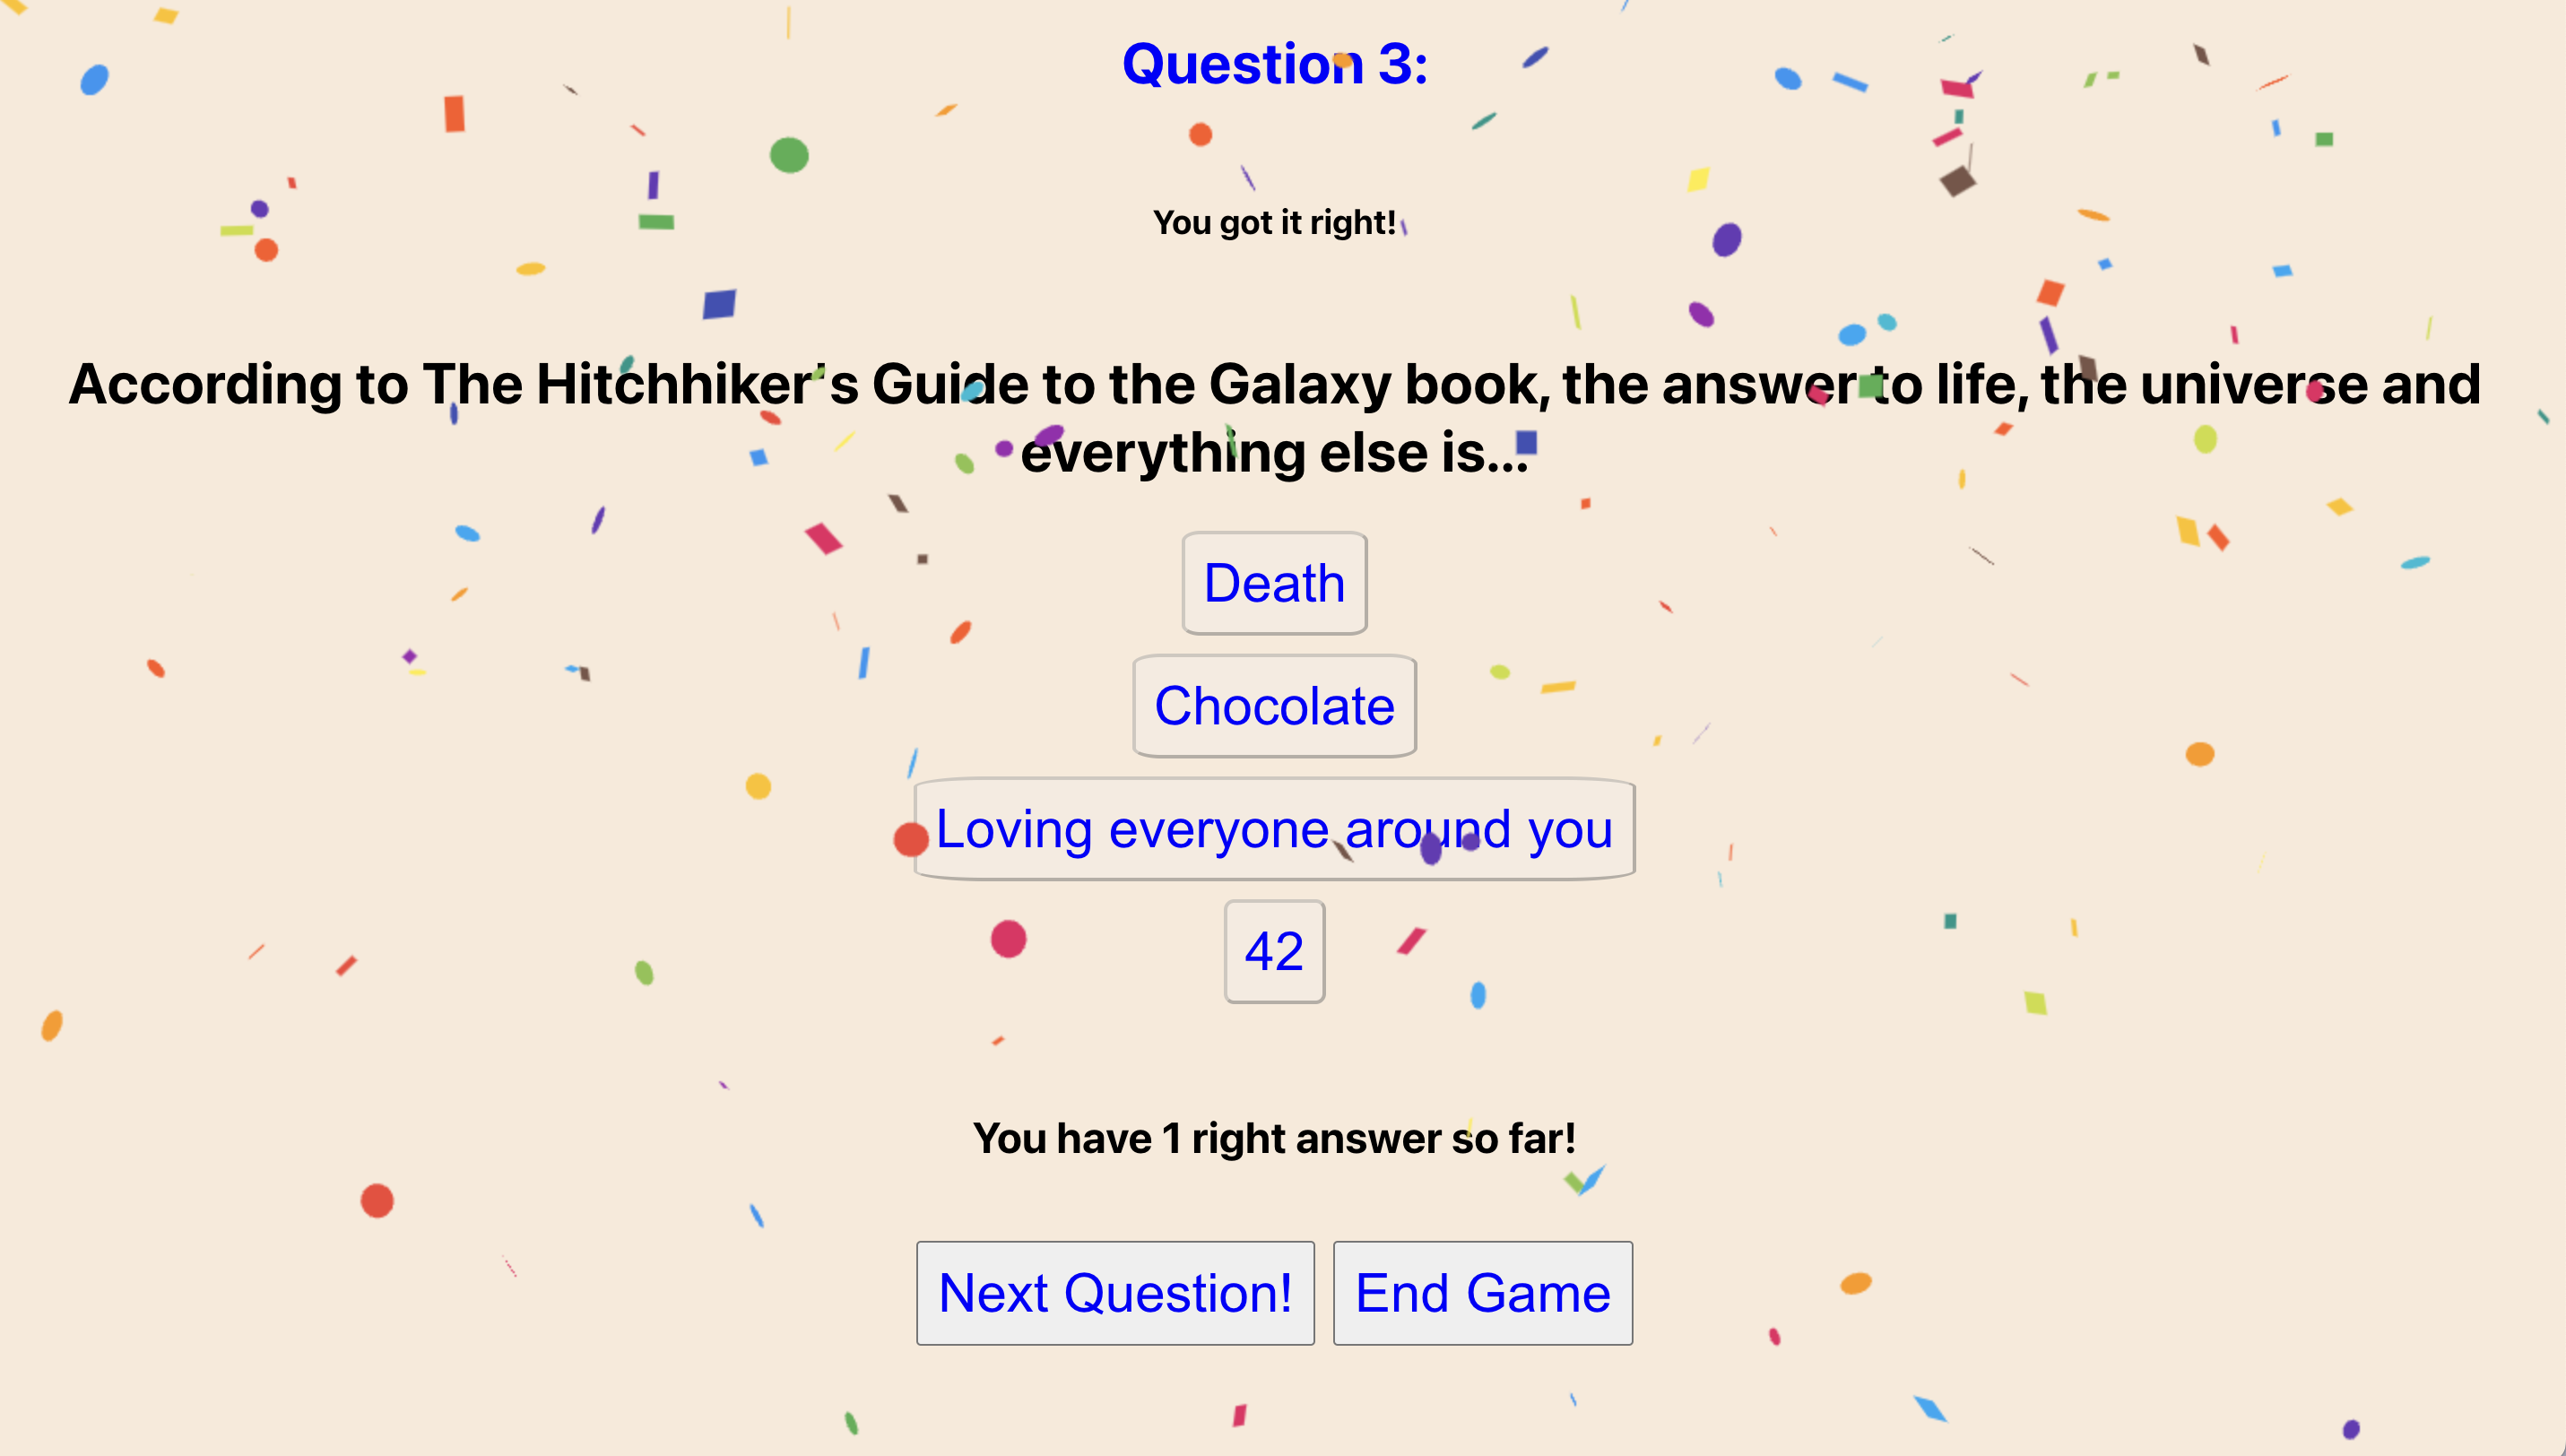 Question 3:
You got it right!
According to The Hitchhiker's Guide to the Galaxy book, the answer to life, the universe and
everything else is...
Death
Chocolate
Loving everyone around you
42
You have 1 right answer so far!
Next Question!
End Game